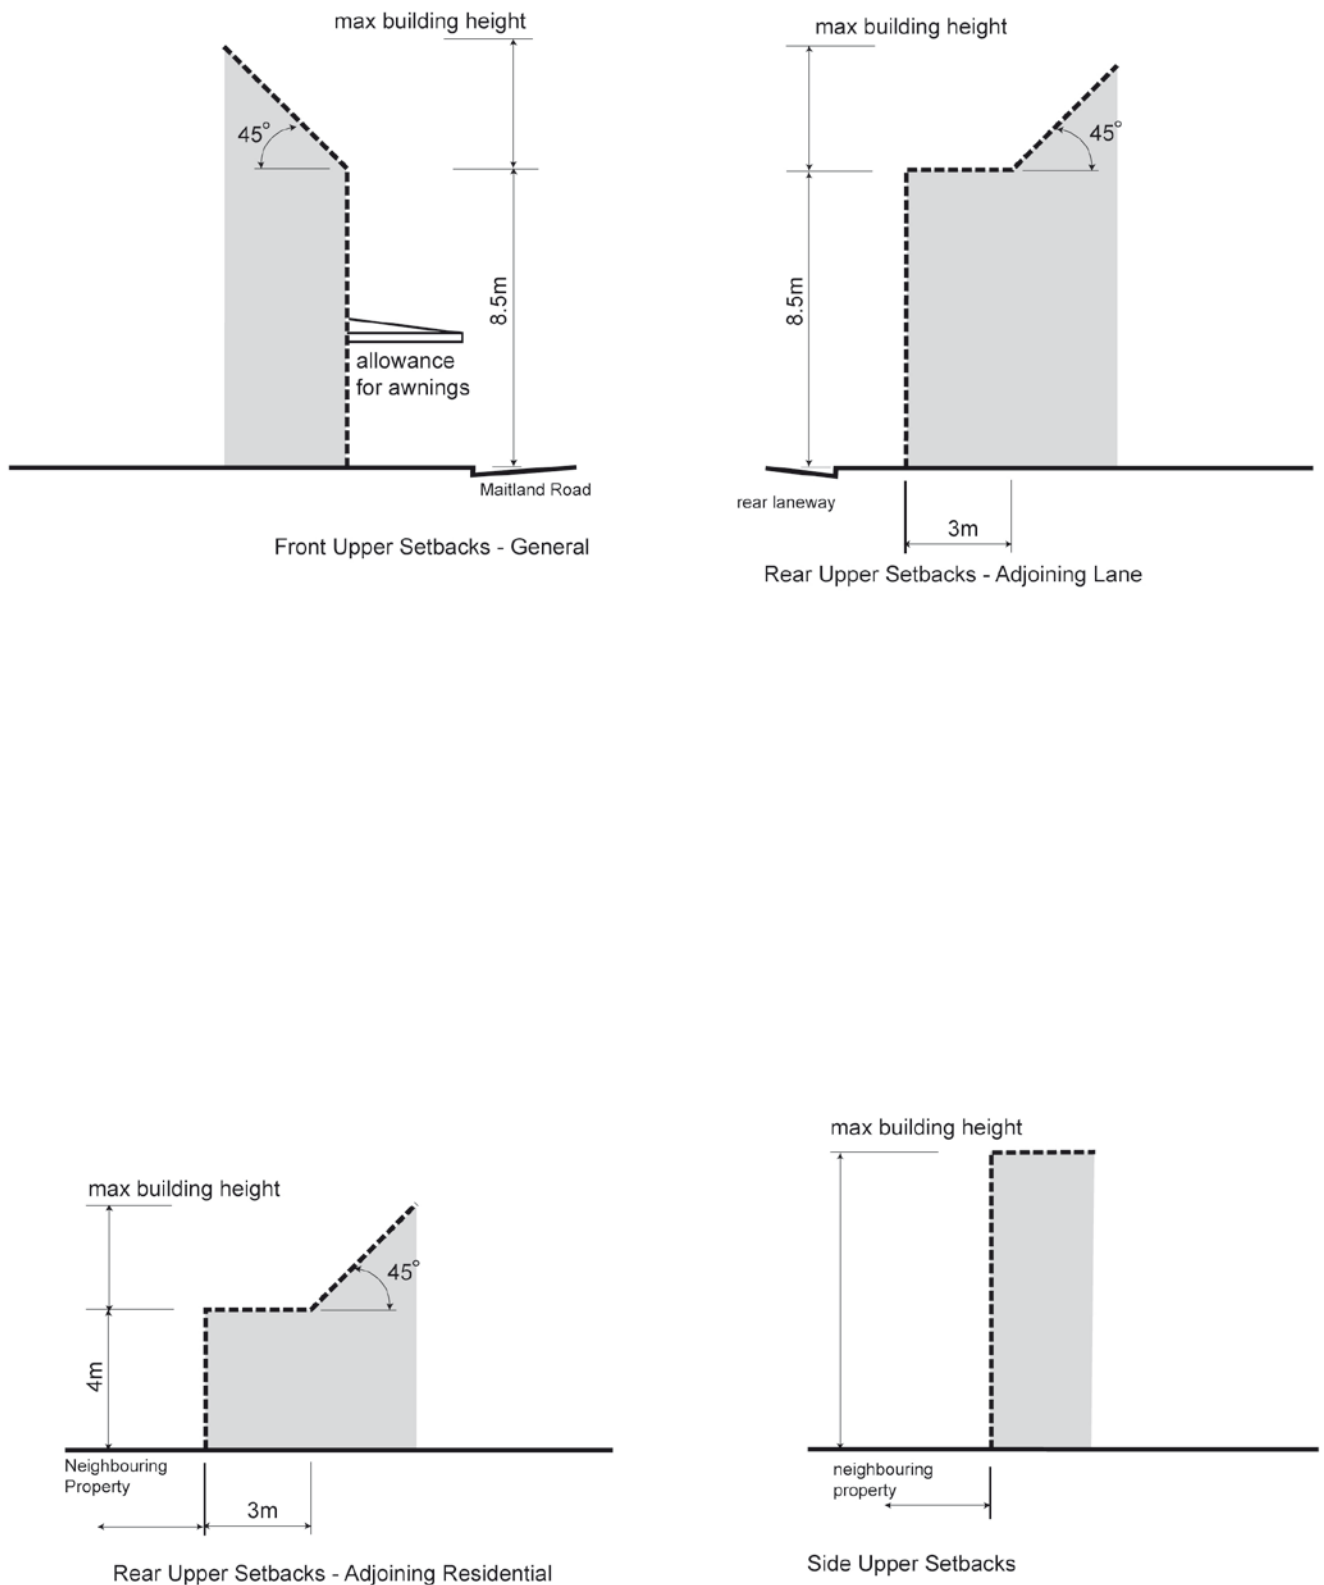 max building height
45°
8.5m
allowance
for awnings
Maitland Road
Front Upper Setbacks - General
max building height
45°
8.5m
rear laneway
3m
Rear Upper Setbacks - Adjoining Lane
max building height
45°
4m
Neighbouring
Property
3m
Rear Upper Setbacks - Adjoining Residential
max building height
neighbouring
property
Side Upper Setbacks